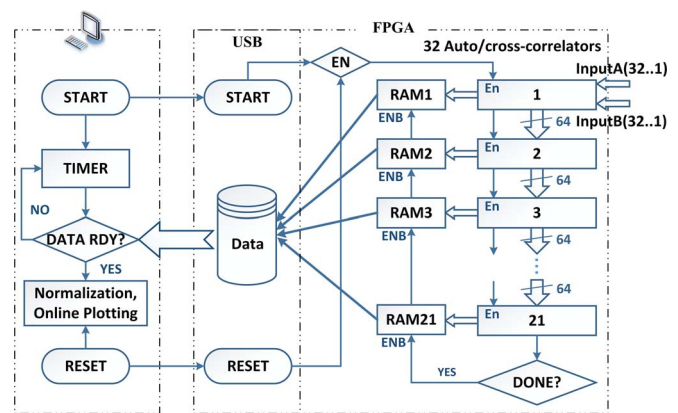 FPGA
USB
32 Auto/cross-correlators
EN
InputA(32..1)
START
START
RAM1
En
1
ENB
InputB(32..1)
64
TIMER
RAM2
2
ENB
64
NO
RAM3
3
ENB
DATA RDY?
Data
64
YES
Normalization,
Online Plotting
64
RAM21
En
21
ENB
RESET
RESET
YES
DONE?